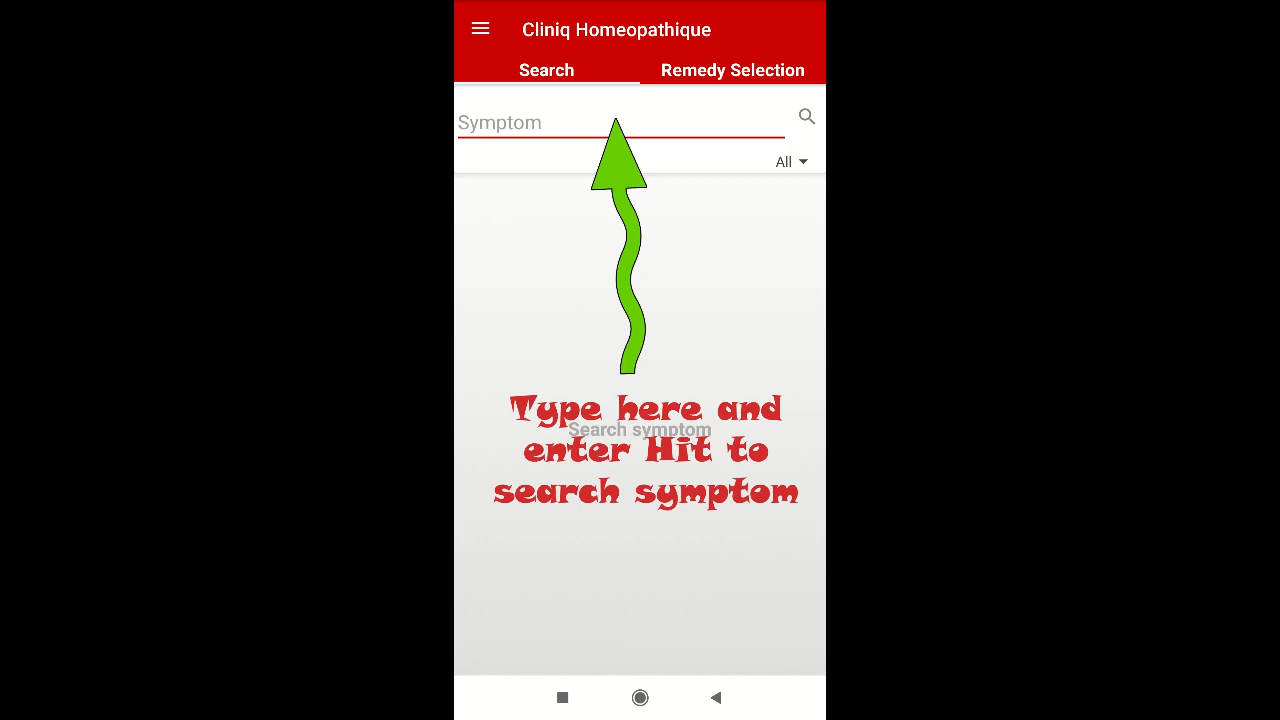 Cliniq Homeopathique
Search
Remedy Selection
Symptom
All
Type here and
Search symptom
enter Hit to
search symptom